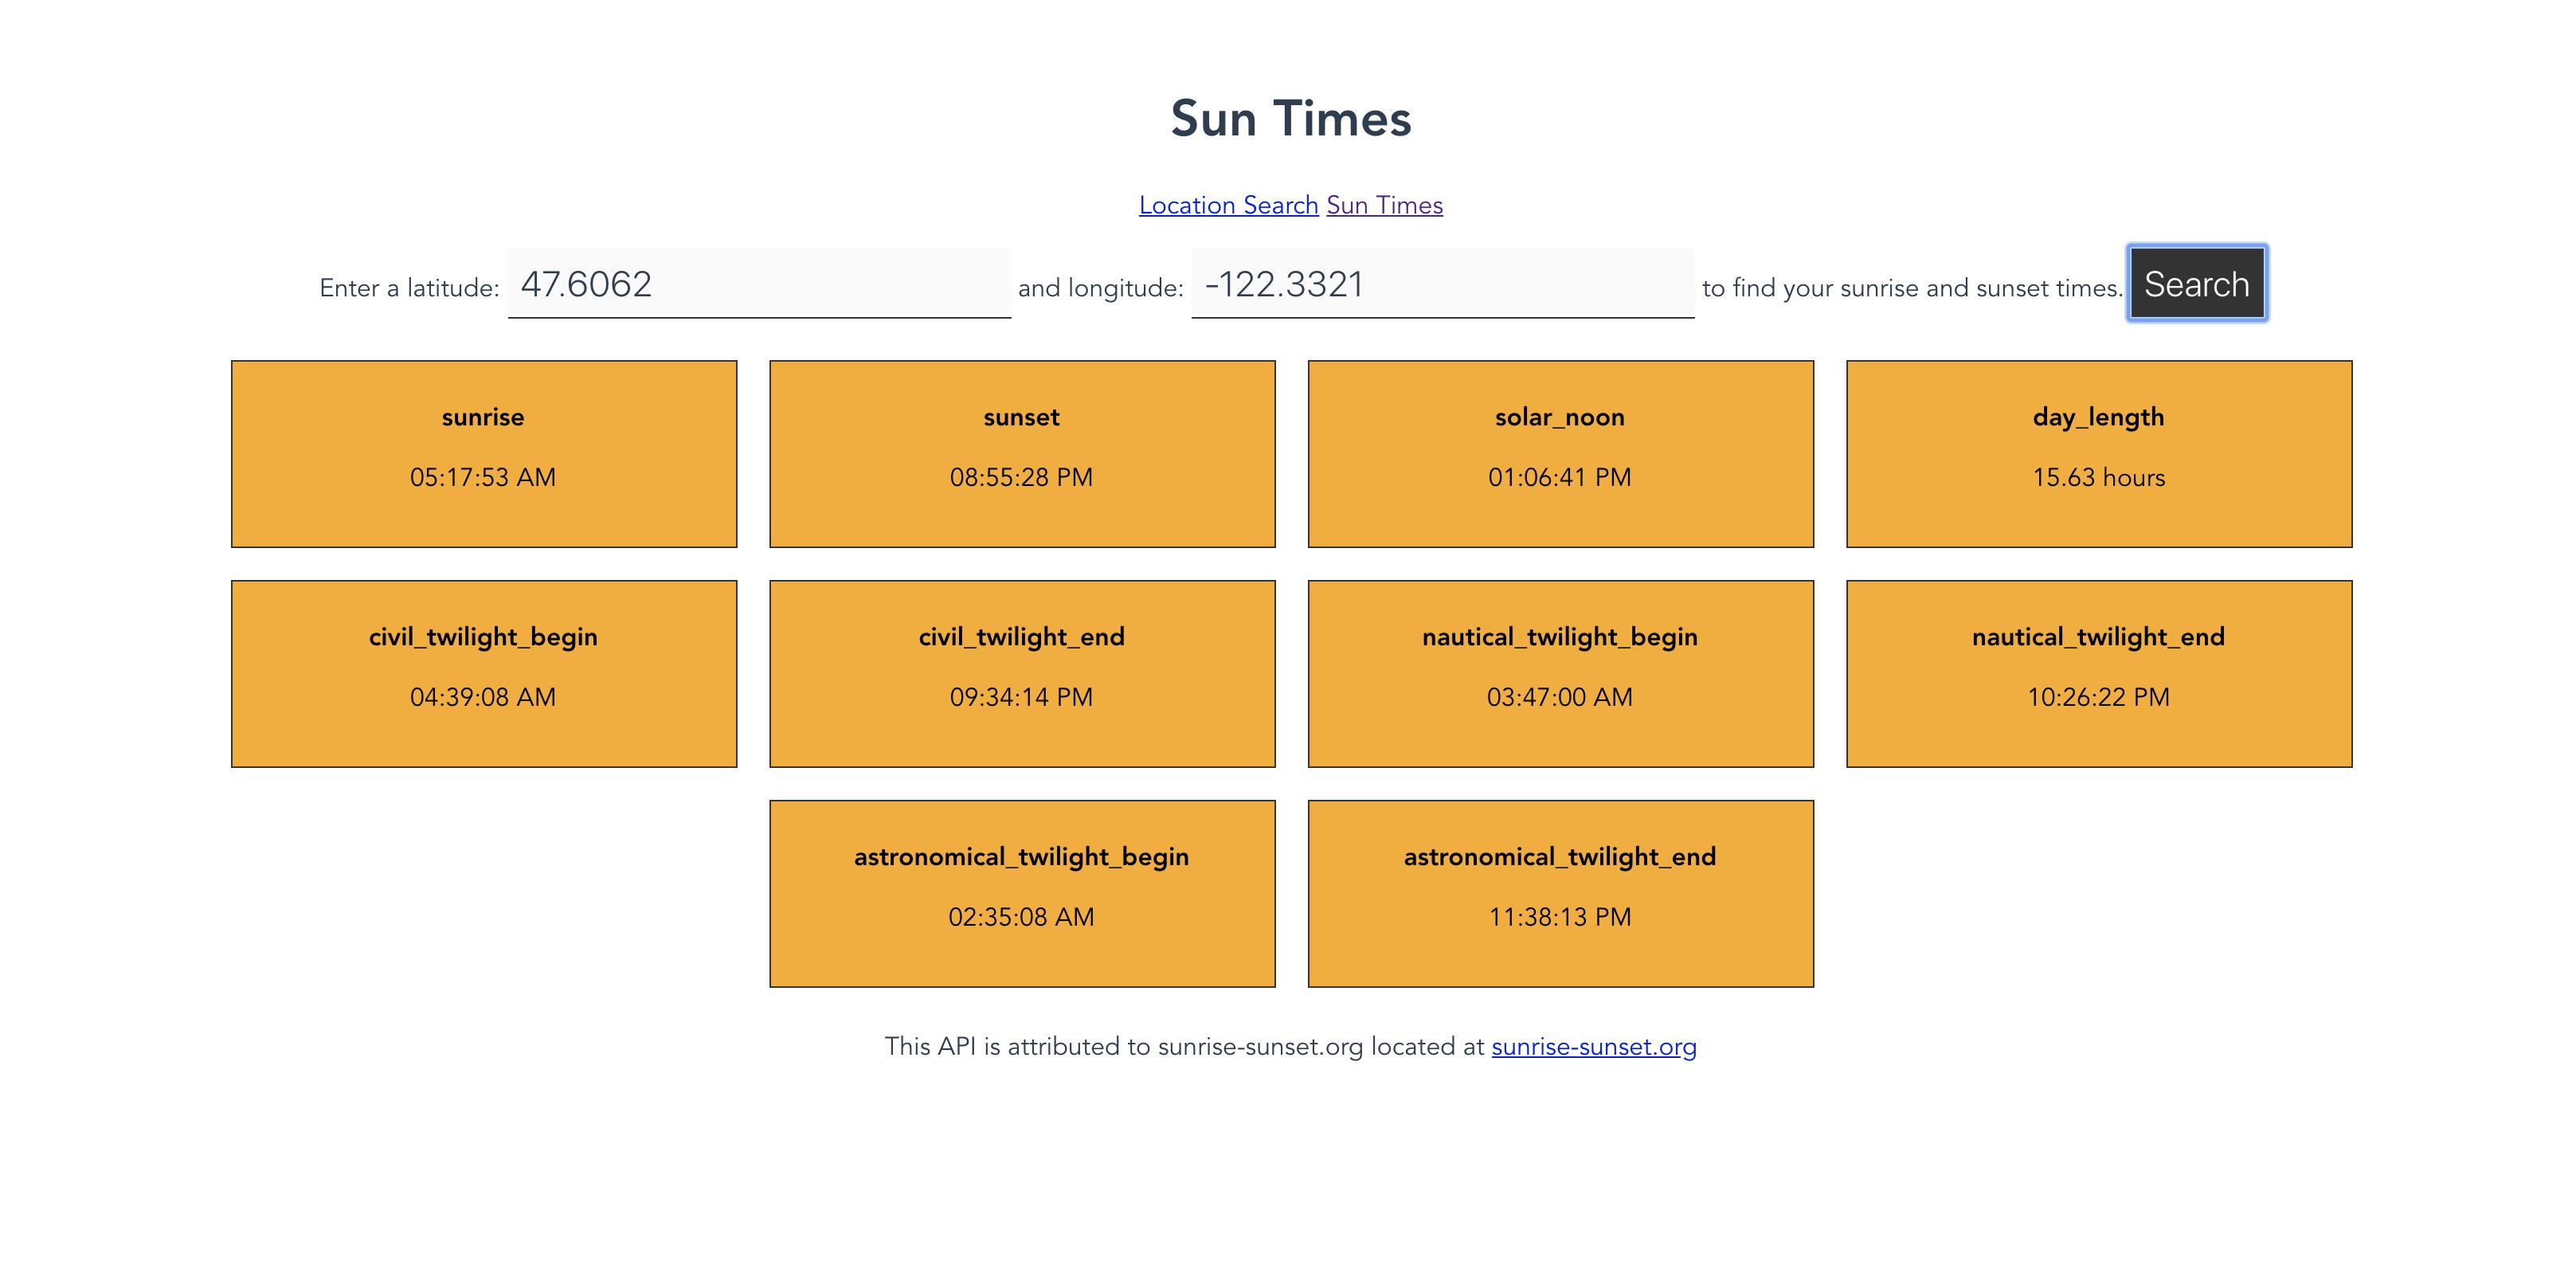 Sun Times
Location Search Sun Times
Enter a latitude: 47.6062 and longitude: -122.3321 to find your sunrise and sunset times. Search
sunrise
05:17:53 AM
sunset
08:55:28 PM
solar_noon
01:06:41 PM
day_length
15.63 hours
civil_twilight_begin
04:39:08 AM
civil_twilight_end
09:34:14 PM
nautical_twilight_begin
03:47:00 AM
nautical_twilight_end
10:26:22 PM
astronomical_twilight_begin
02:35:08 AM
astronomical_twilight_end
11:38:13 PM
This API is attributed to sunrise-sunset.org located at sunrise-sunset.org